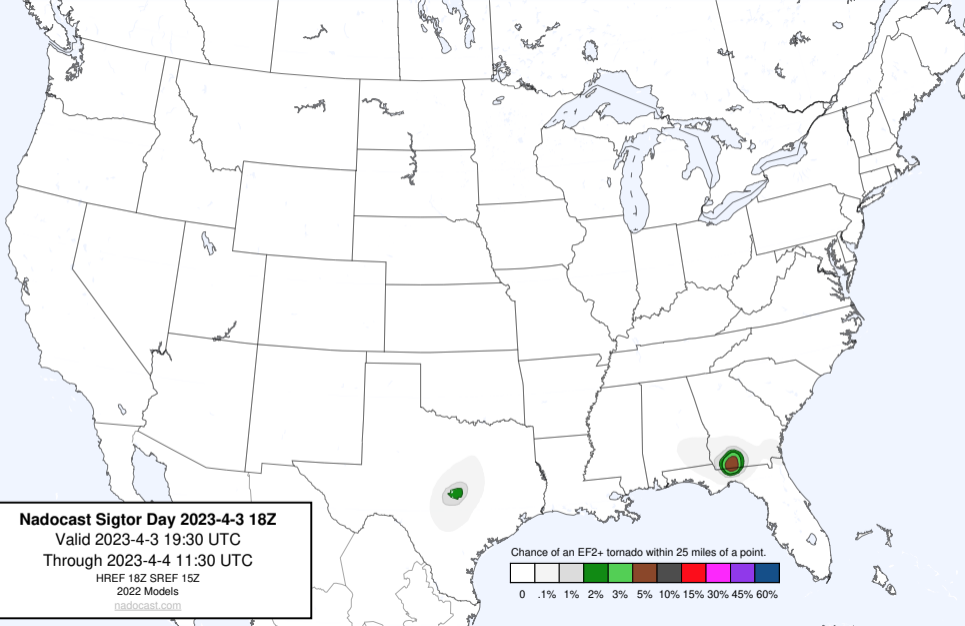 Nadocast Sigtor Day 2023-4-3 18Z
Valid 2023-4-3 19:30 UTC
Through 2023-4-4 11:30 UTC
HREF 18Z SREF 15Z
2022 Models
nadocast.com
Chance of an EF2+ tornado within 25 miles of a point.
0 .1% 1% 2% 3% 5% 10% 15% 30% 45% 60%